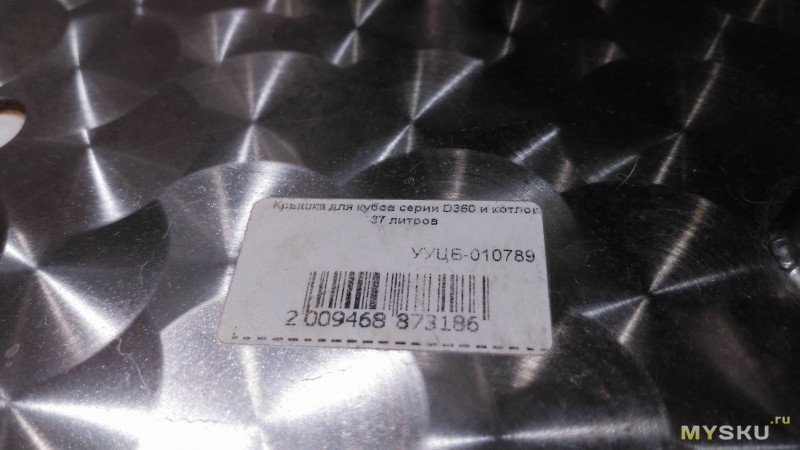 Крышка для кубов серии D360 и котлов
37 литров
УУЦБ-010789
2 009468 873186
MYSKU.ru